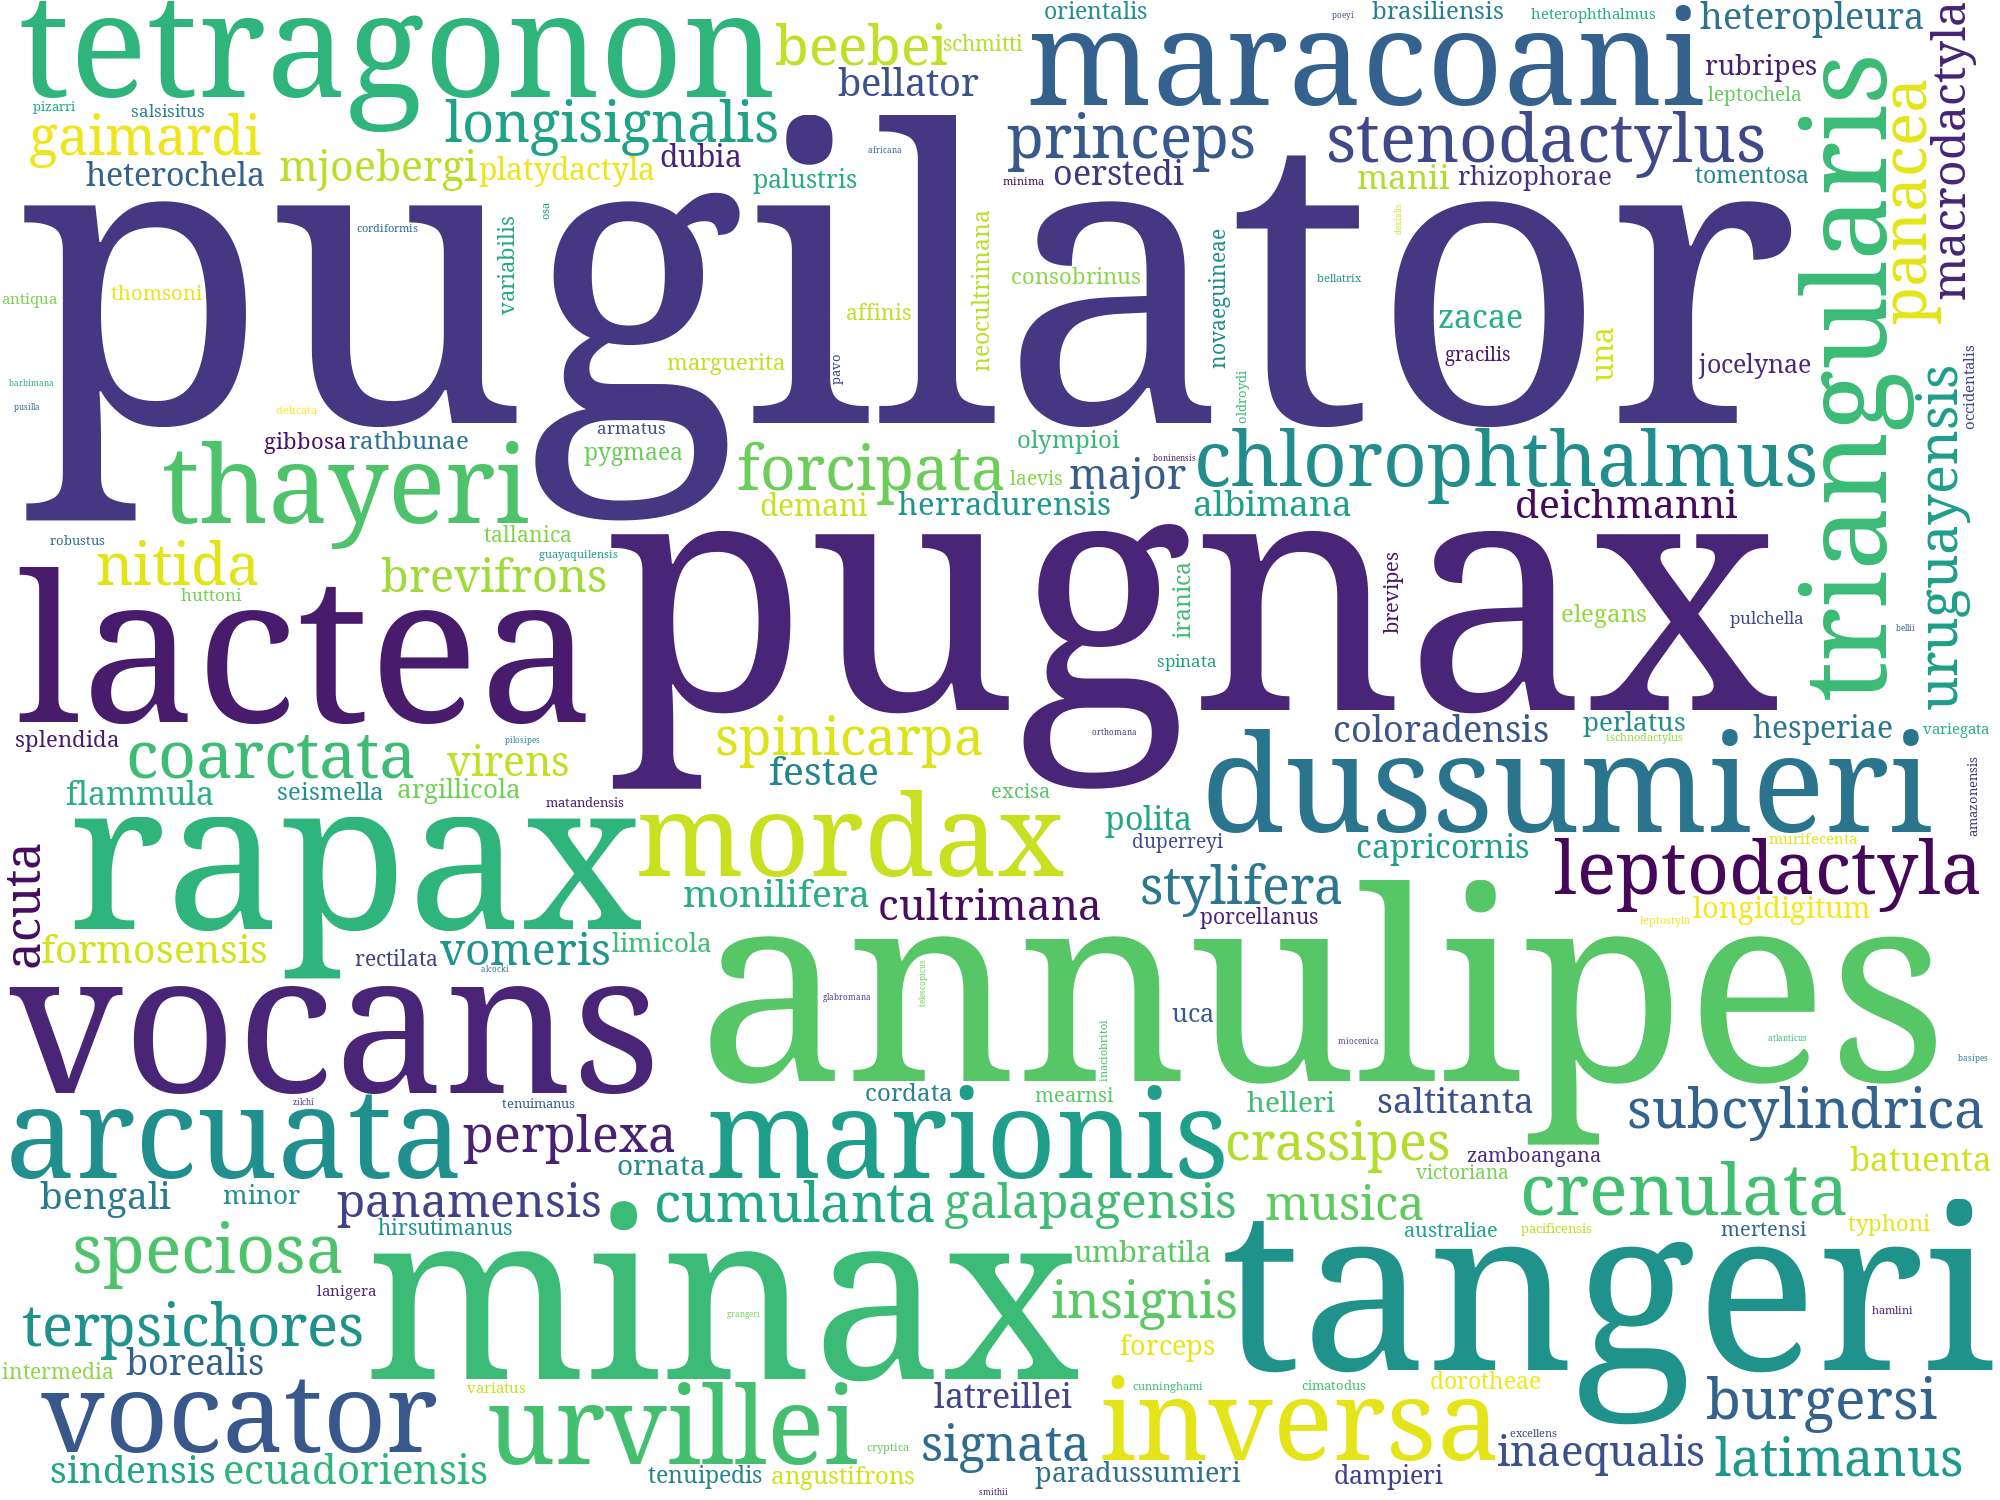 tetragonon
beebei
schmitti
orientalis
poeyi
brasiliensis
heterophthalmus
heteropleura
macrodactyla
maracoani
bellator
rubripes
leptochela
pizarri
salsisitus
gaimardi
longisignalis
princeps
stenodactylus
triangularis
panacea
heterochela
mjoebergi
platydactyla
dubia
africana
palustris
minima
oerstedi
manii
rhizophorae
tomentosa
pugilator
cordiformis
variabilis
osa
dexialis
antiqua
thomsoni
affinis
neocultrimana
consobrinus
novaeguineae
bellatrix
zacae
gracilis
una
jocelynae
occidentalis
marguerita
pavo
oldroydi
barbimana
pusilla
delicata
gibbosa
rathbunae
armatus
pygmaea
thayeri
forcipata
olympioi
laevis
major
boninensis
chlorophthalmus
uruguayensis
demani
herradurensis
albimana
deichmanni
robustus
tallanica
guayaquilensis
nitida
huttoni
brevifrons
pugnax
iranica
brevipes
elegans
pulchella
bellii
lactea
spinata
splendida
coarctata
pilosipes
virens
spinicarpa
orthomana
coloradensis
perlatus
ischnodactylus
hesperiae
variegata
festae
flammula
seismella
argillicola
matandensis
excisa
dussumieri
amazonensis
rapax
mordax
polita
duperreyi
capricornis
murifecenta
leptodactyla
acuta
monilifera
cultrimana
stylifera
porcellanus
leptostyla
longidigitum
formosensis
rectilata
vomeris
limicola
alcocki
annulipes
vocans
glabromana
telescopicus
uca
inaciobritoi
miocenica
atlanticus
basipes
arcuata
zilchi
tenuimanus
cordata
mearnsi
helleri
saltitanta
subcylindrica
perplexa
marionis
crassipes
zamboangana
victoriana
batuenta
ornata
bengali
minor
panamensis
cumulanta
galapagensis
musica
crenulata
hirsutimanus
australiae
pacificensis
mertensi
typhoni
speciosa
minax
umbratila
tangeri
lanigera
grangeri
insignis
hamlini
terpsichores
forceps
intermedia
borealis
vocator
variatus
urvillei
latreillei
cunninghami
cimatodus
dorotheae
inversa
burgersi
cryptica
signata
excellens
inaequalis
latimanus
sindensis
ecuadoriensis
tenuipedis
angustifrons
smithii
paradussumieri
dampieri